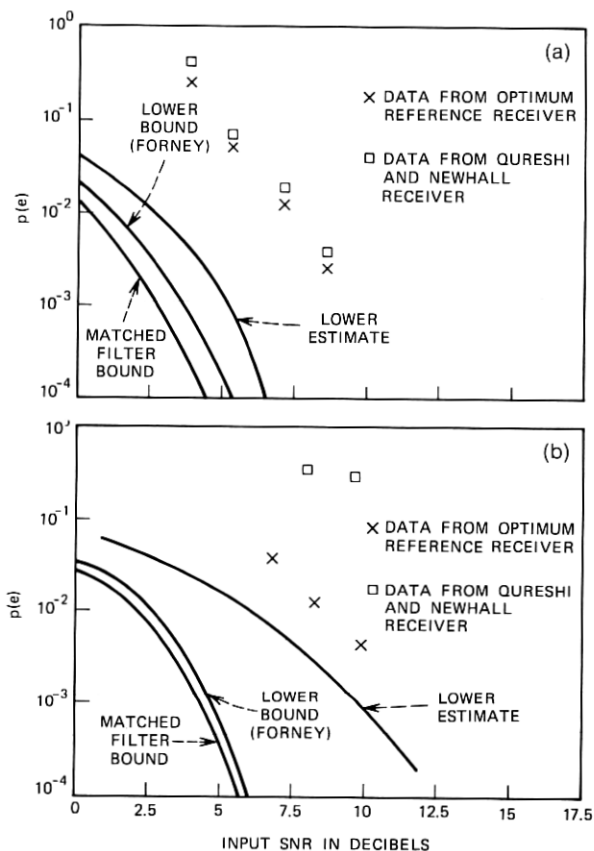 (a)
10⁰
10⁻¹
10⁻²
10⁻³
10⁻⁴
p(e)
LOWER
BOUND
(FORNEY)
× DATA FROM OPTIMUM
REFERENCE RECEIVER
□ DATA FROM QURESHI
AND NEWHALL
RECEIVER
MATCHED
FILTER
BOUND
LOWER
ESTIMATE
(b)
10⁻¹
10⁻²
10⁻³
10⁻⁴
p(e)
× DATA FROM OPTIMUM
REFERENCE RECEIVER
□ DATA FROM QURESHI
AND NEWHALL
RECEIVER
LOWER
BOUND
(FORNEY)
MATCHED
FILTER
BOUND
LOWER
ESTIMATE
0 2.5 5 7.5 10 12.5 15 17.5
INPUT SNR IN DECIBELS